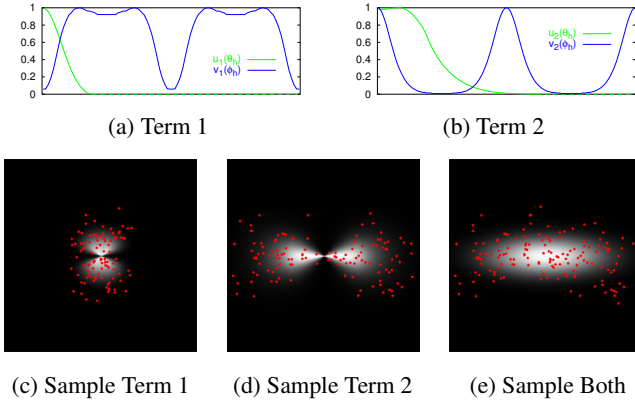 1
0.8
0.6
0.4
0.2
0
u₁(θₕ)
v₁(ϕₕ)
1
0.8
0.6
0.4
0.2
0
u₂(θₕ)
v₂(ϕₕ)
(a) Term 1
(b) Term 2
(c) Sample Term 1
(d) Sample Term 2
(e) Sample Both